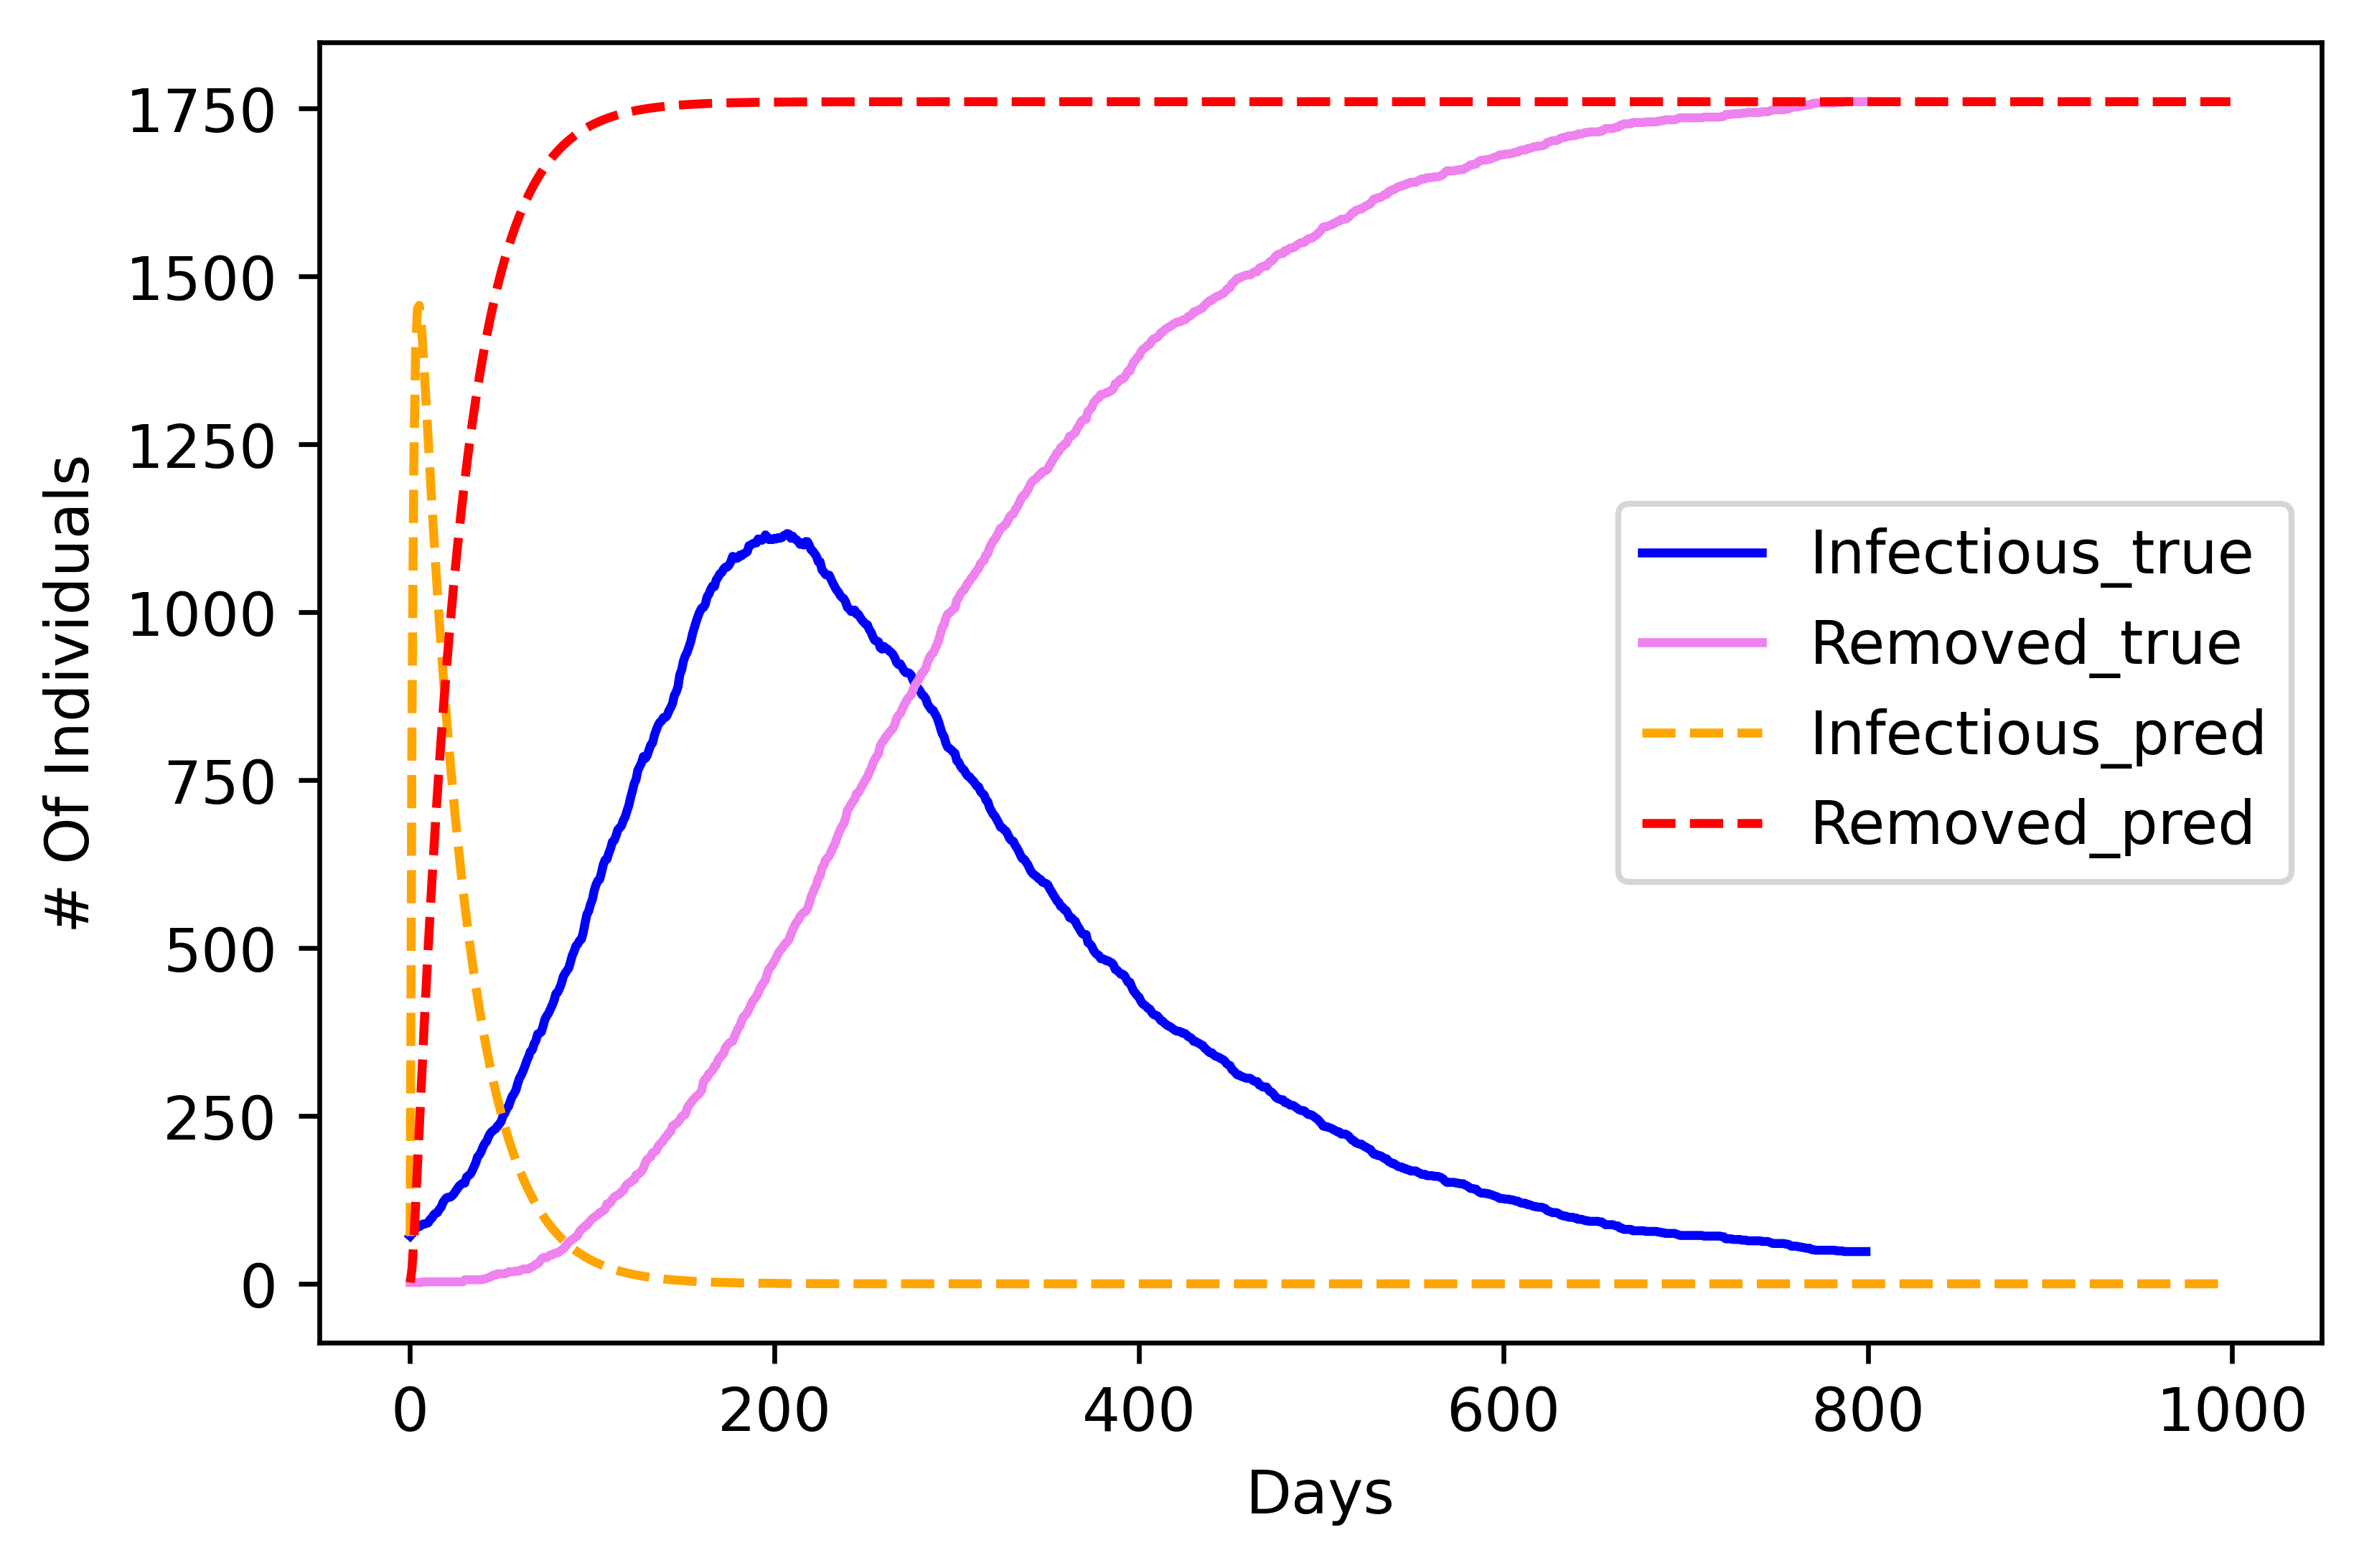 1750
1500
1250
1000
750
500
250
0
# Of Individuals
Infectious_true
Removed_true
Infectious_pred
Removed_pred
0 200 400 600 800 1000
Days